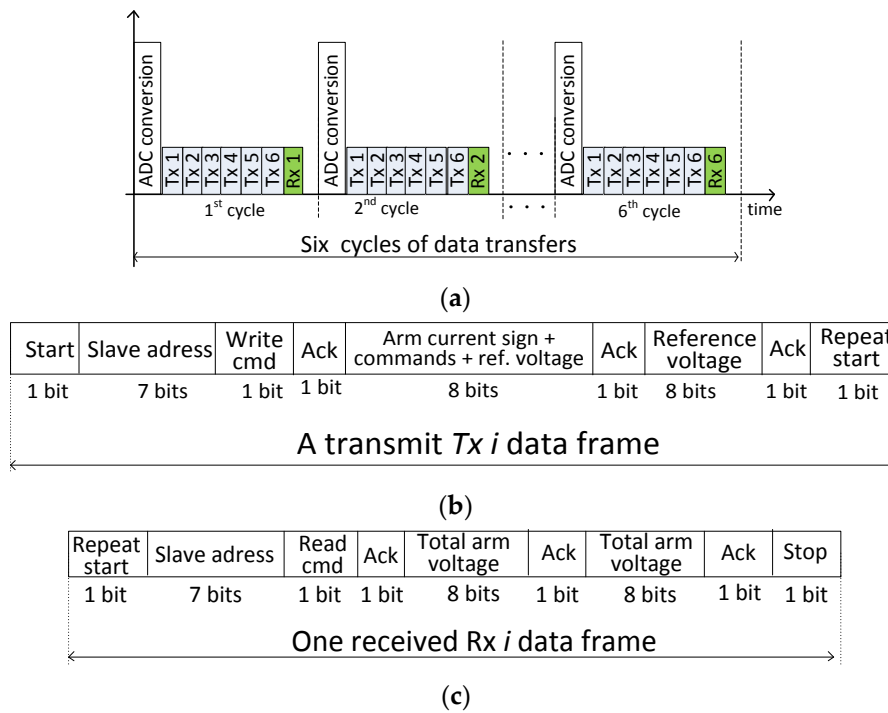 ADC conversion
Tx 1
Tx 2
Tx 3
Tx 4
Tx 5
Tx 6
Rx 1
ADC conversion
Tx 1
Tx 2
Tx 3
Tx 4
Tx 5
Tx 6
Rx 2
. . .
ADC conversion
Tx 1
Tx 2
Tx 3
Tx 4
Tx 5
Tx 6
Rx 6
1st cycle
2nd cycle
. . .
6th cycle
time
Six cycles of data transfers
(a)
Start
Slave adress
Write
cmd
Ack
Arm current sign +
commands + ref. voltage
Ack
Reference
voltage
Ack
Repeat
start
1 bit
7 bits
1 bit
1 bit
8 bits
1 bit
8 bits
1 bit
1 bit
A transmit Tx i data frame
(b)
Repeat
start
Slave adress
Read
cmd
Ack
Total arm
voltage
Ack
Total arm
voltage
Ack
Stop
1 bit
7 bits
1 bit
1 bit
8 bits
1 bit
8 bits
1 bit
1 bit
One received Rx i data frame
(c)